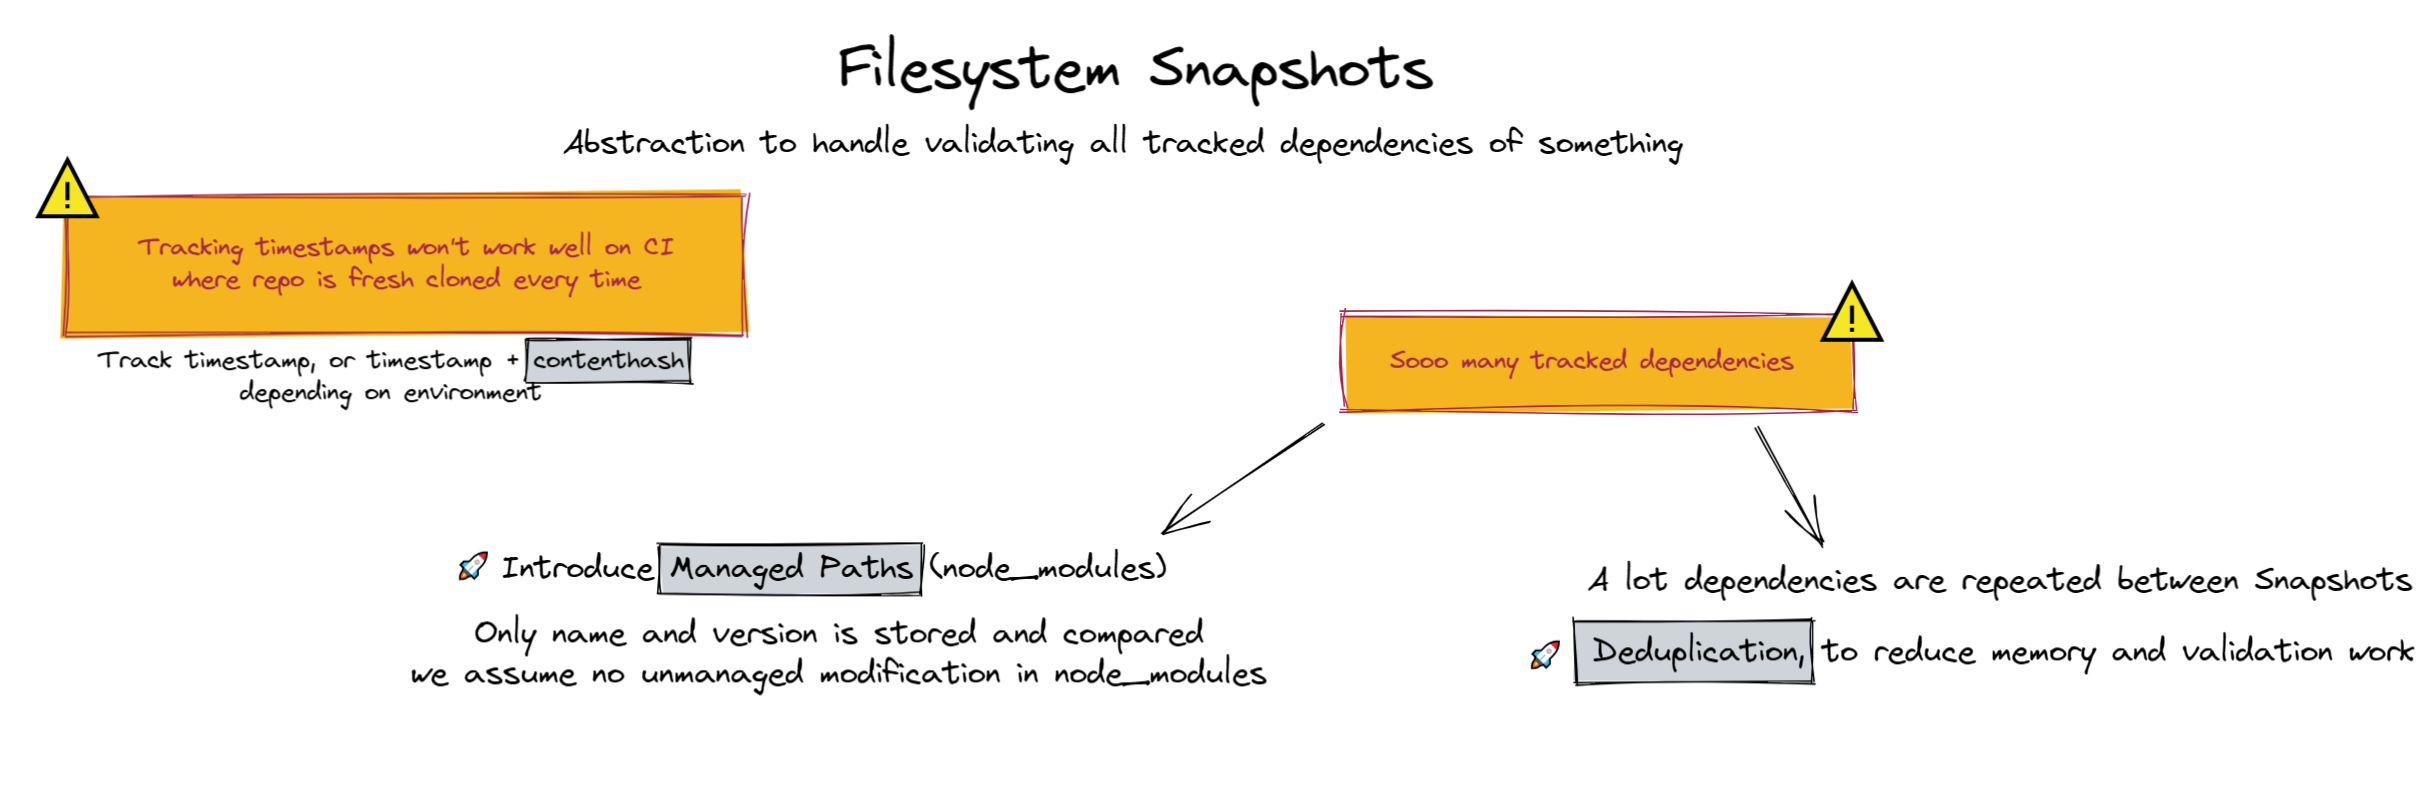 Filesystem Snapshots
Abstraction to handle validating all tracked dependencies of something
Tracking timestamps won't work well on CI
where repo is fresh cloned every time
Track timestamp, or timestamp + contenthash
depending on environment
Sooo many tracked dependencies
🚀 Introduce Managed Paths (node_modules)
Only name and version is stored and compared
we assume no unmanaged modification in node_modules
A lot dependencies are repeated between Snapshots
🚀 Deduplication, to reduce memory and validation work